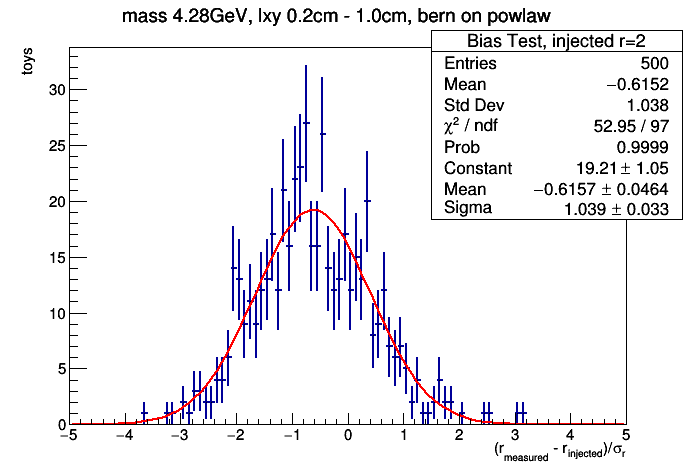 mass 4.28GeV, lxy 0.2cm - 1.0cm, bern on powlaw
Bias Test, injected r=2
Entries 500
Mean −0.6152
Std Dev 1.038
χ² / ndf 52.95 / 97
Prob 0.9999
Constant 19.21 ± 1.05
Mean −0.6157 ± 0.0464
Sigma 1.039 ± 0.033
toys
30
25
20
15
10
5
0
−5 −4 −3 −2 −1 0 1 2 3 4 5
(r_measured - r_injected)/σ_r